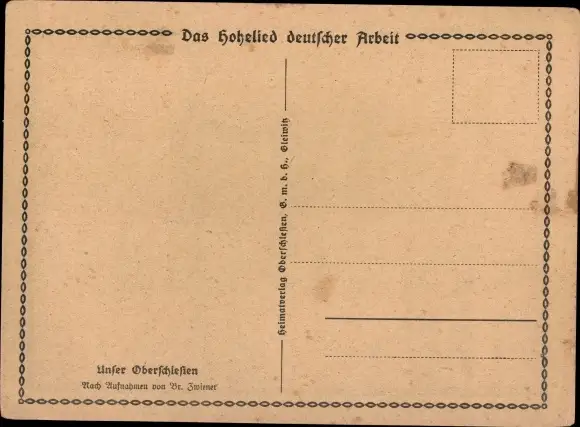 Das Hohelied deutscher Arbeit
Heimatverlag Oberschlesien, G. m. b. H., Gleiwitz
Unser Oberschlesien
Nach Aufnahmen von Br. Zwiener